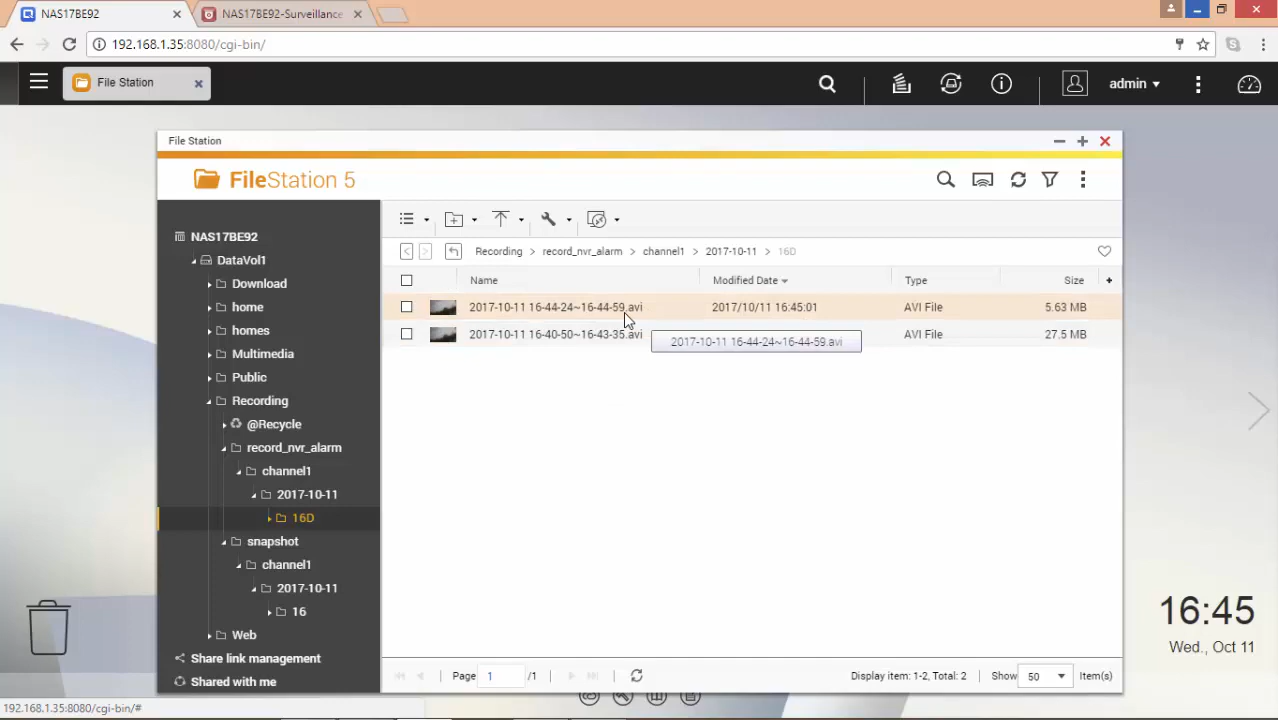 NAS17BE92
NAS17BE92-Surveillance
192.168.1.35:8080/cgi-bin/
File Station
admin
File Station
FileStation 5
NAS17BE92
DataVol1
Download
home
homes
Multimedia
Public
Recording
@Recycle
record_nvr_alarm
channel1
2017-10-11
16D
snapshot
channel1
2017-10-11
16
Web
Share link management
Shared with me
Recording > record_nvr_alarm > channel1 > 2017-10-11 > 16D
Name Modified Date Type Size
2017-10-11 16-44-24~16-44-59.avi 2017/10/11 16:45:01 AVI File 5.63 MB
2017-10-11 16-40-50~16-43-35.avi AVI File 27.5 MB
2017-10-11 16-44-24~16-44-59.avi
Page 1 /1 Display item: 1-2, Total: 2 Show 50 Item(s)
16:45
Wed., Oct 11
192.168.1.35:8080/cgi-bin/#